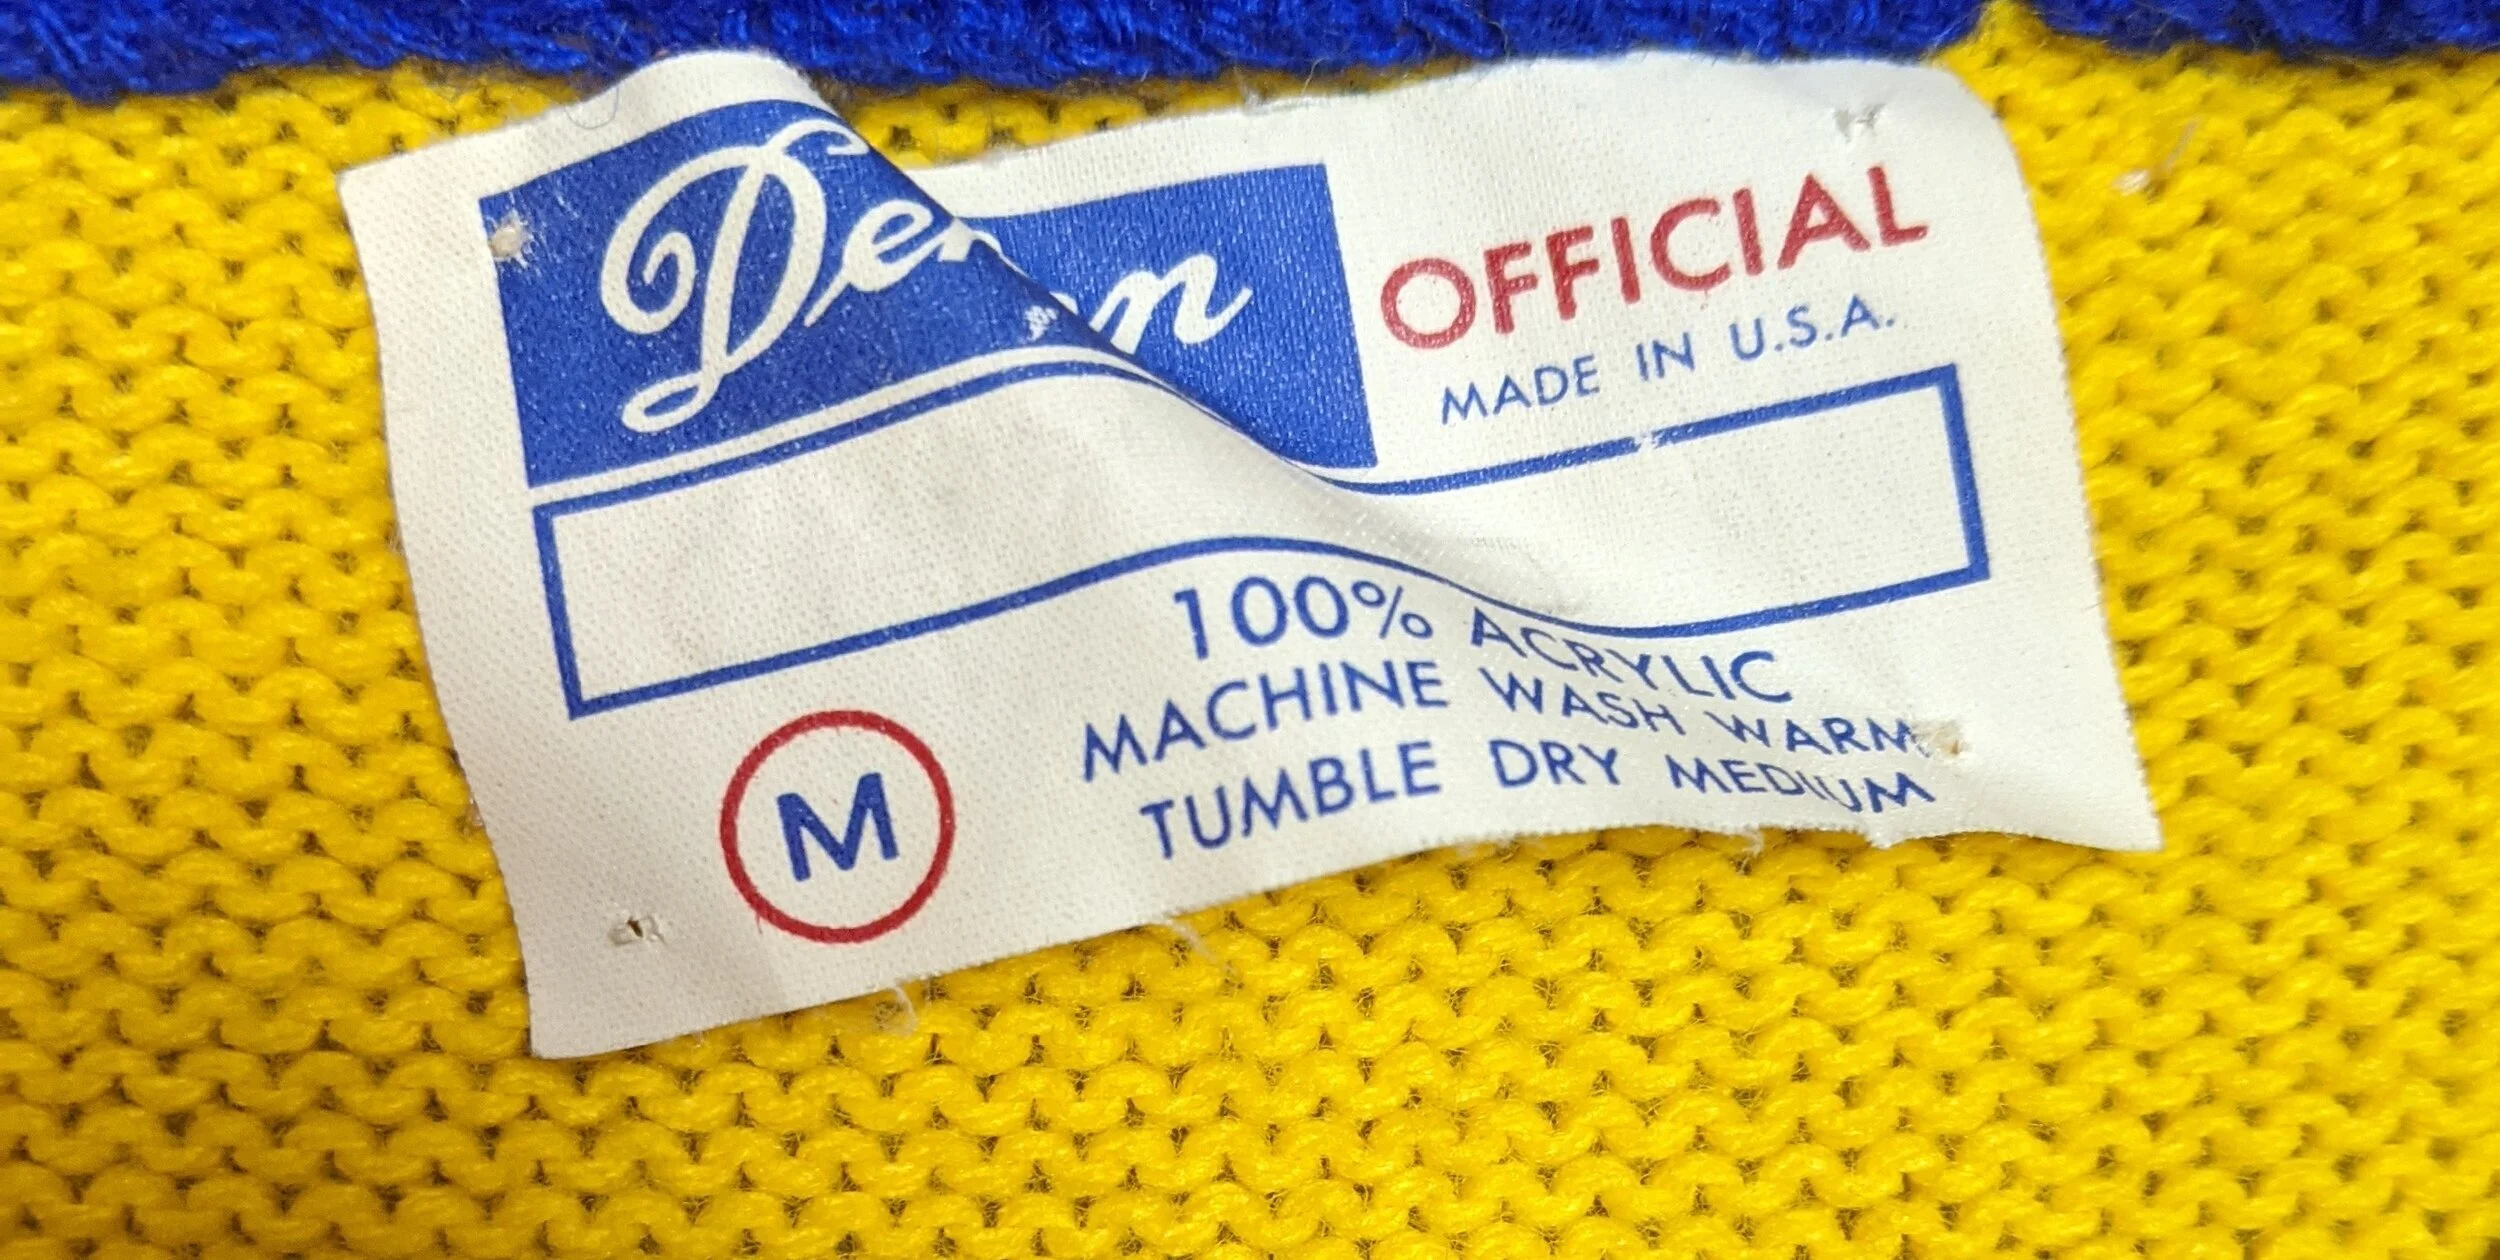 OFFICIAL
MADE IN U.S.A.
100% ACRYLIC
MACHINE WASH WARM
TUMBLE DRY MEDIUM
M